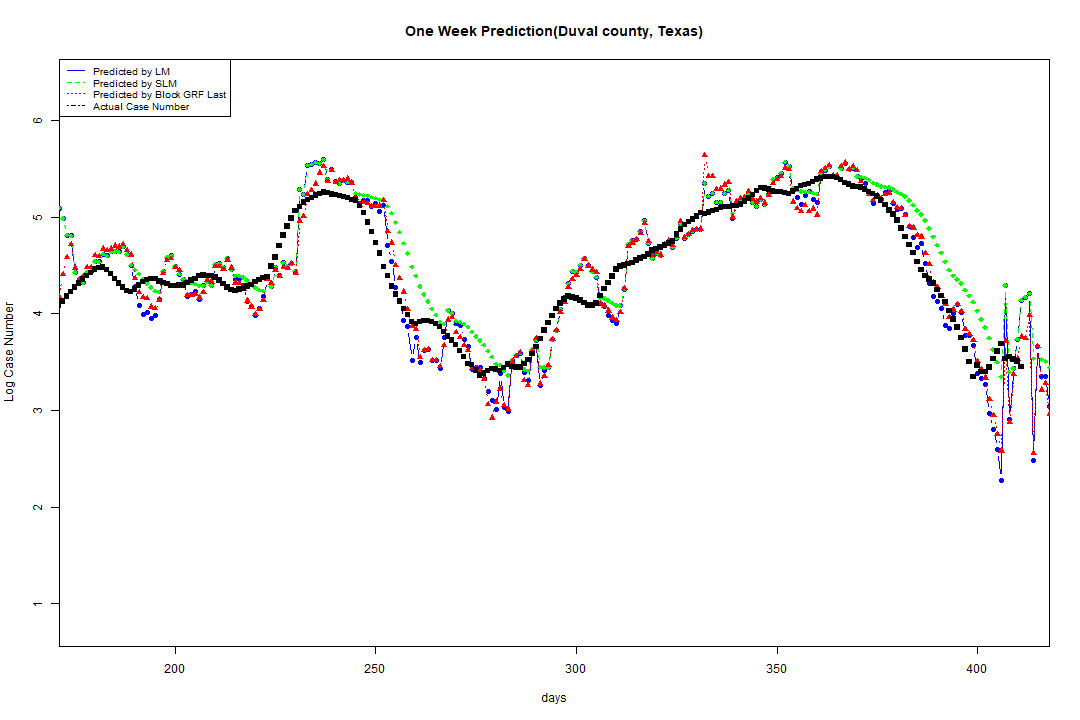 One Week Prediction(Duval county, Texas)
Predicted by LM
Predicted by SLM
Predicted by Block GRF Last
Actual Case Number
Log Case Number
6
5
4
3
2
1
200
250
300
350
400
days